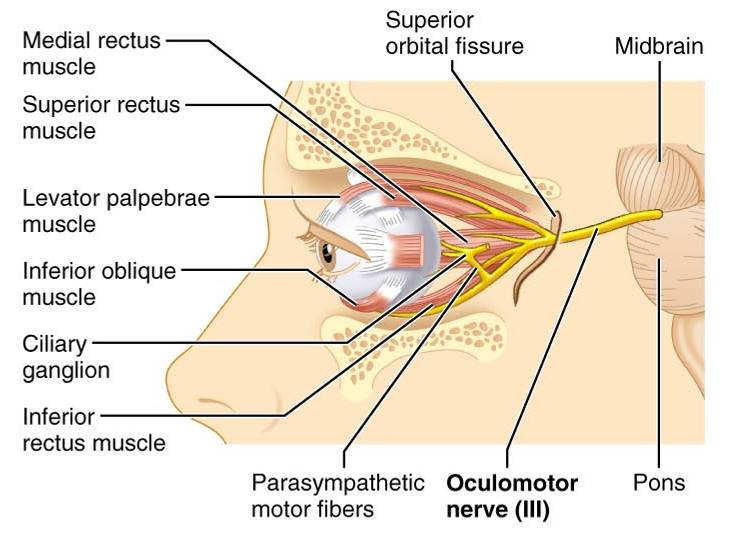 Superior
orbital fissure
Midbrain
Medial rectus
muscle
Superior rectus
muscle
Levator palpebrae
muscle
Inferior oblique
muscle
Ciliary
ganglion
Inferior
rectus muscle
Parasympathetic
motor fibers
Oculomotor
nerve (III)
Pons